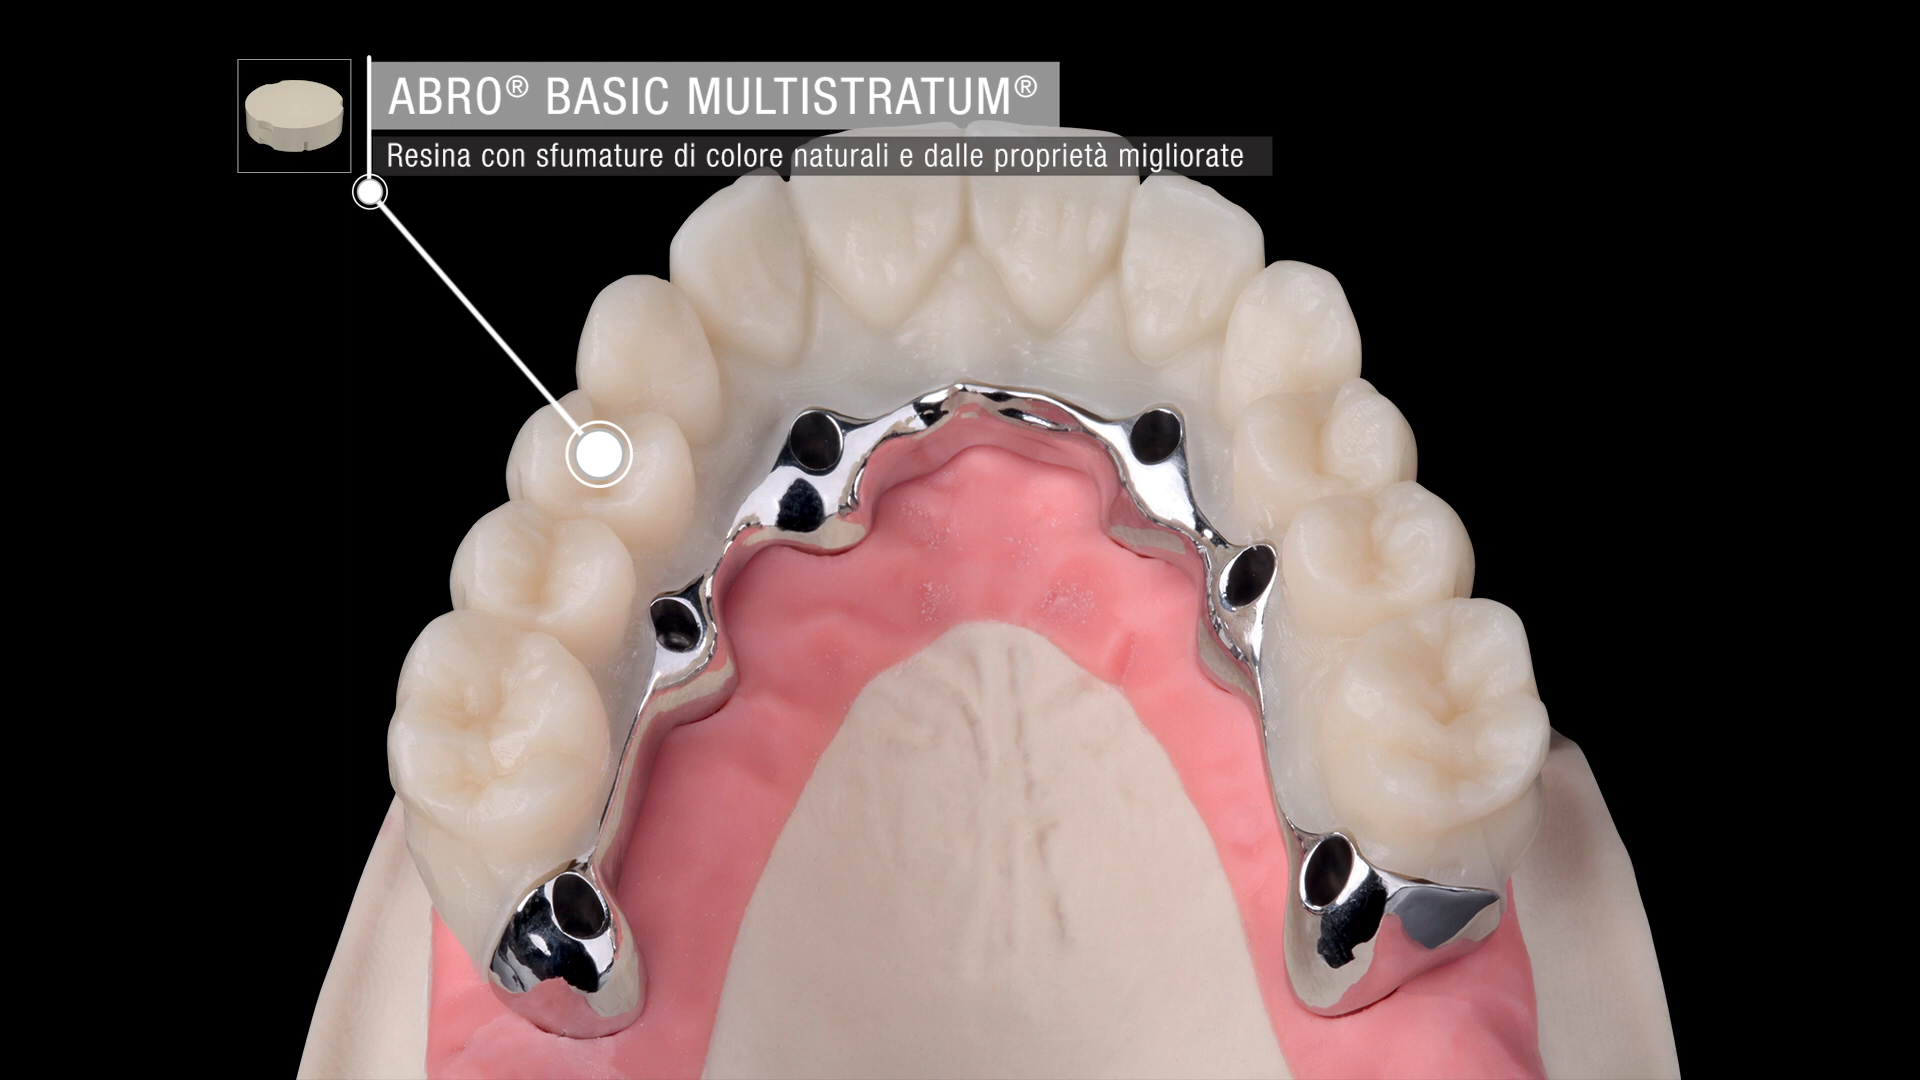 ABRO® BASIC MULTISTRATUM®
Resina con sfumature di colore naturali e dalle proprietà migliorate